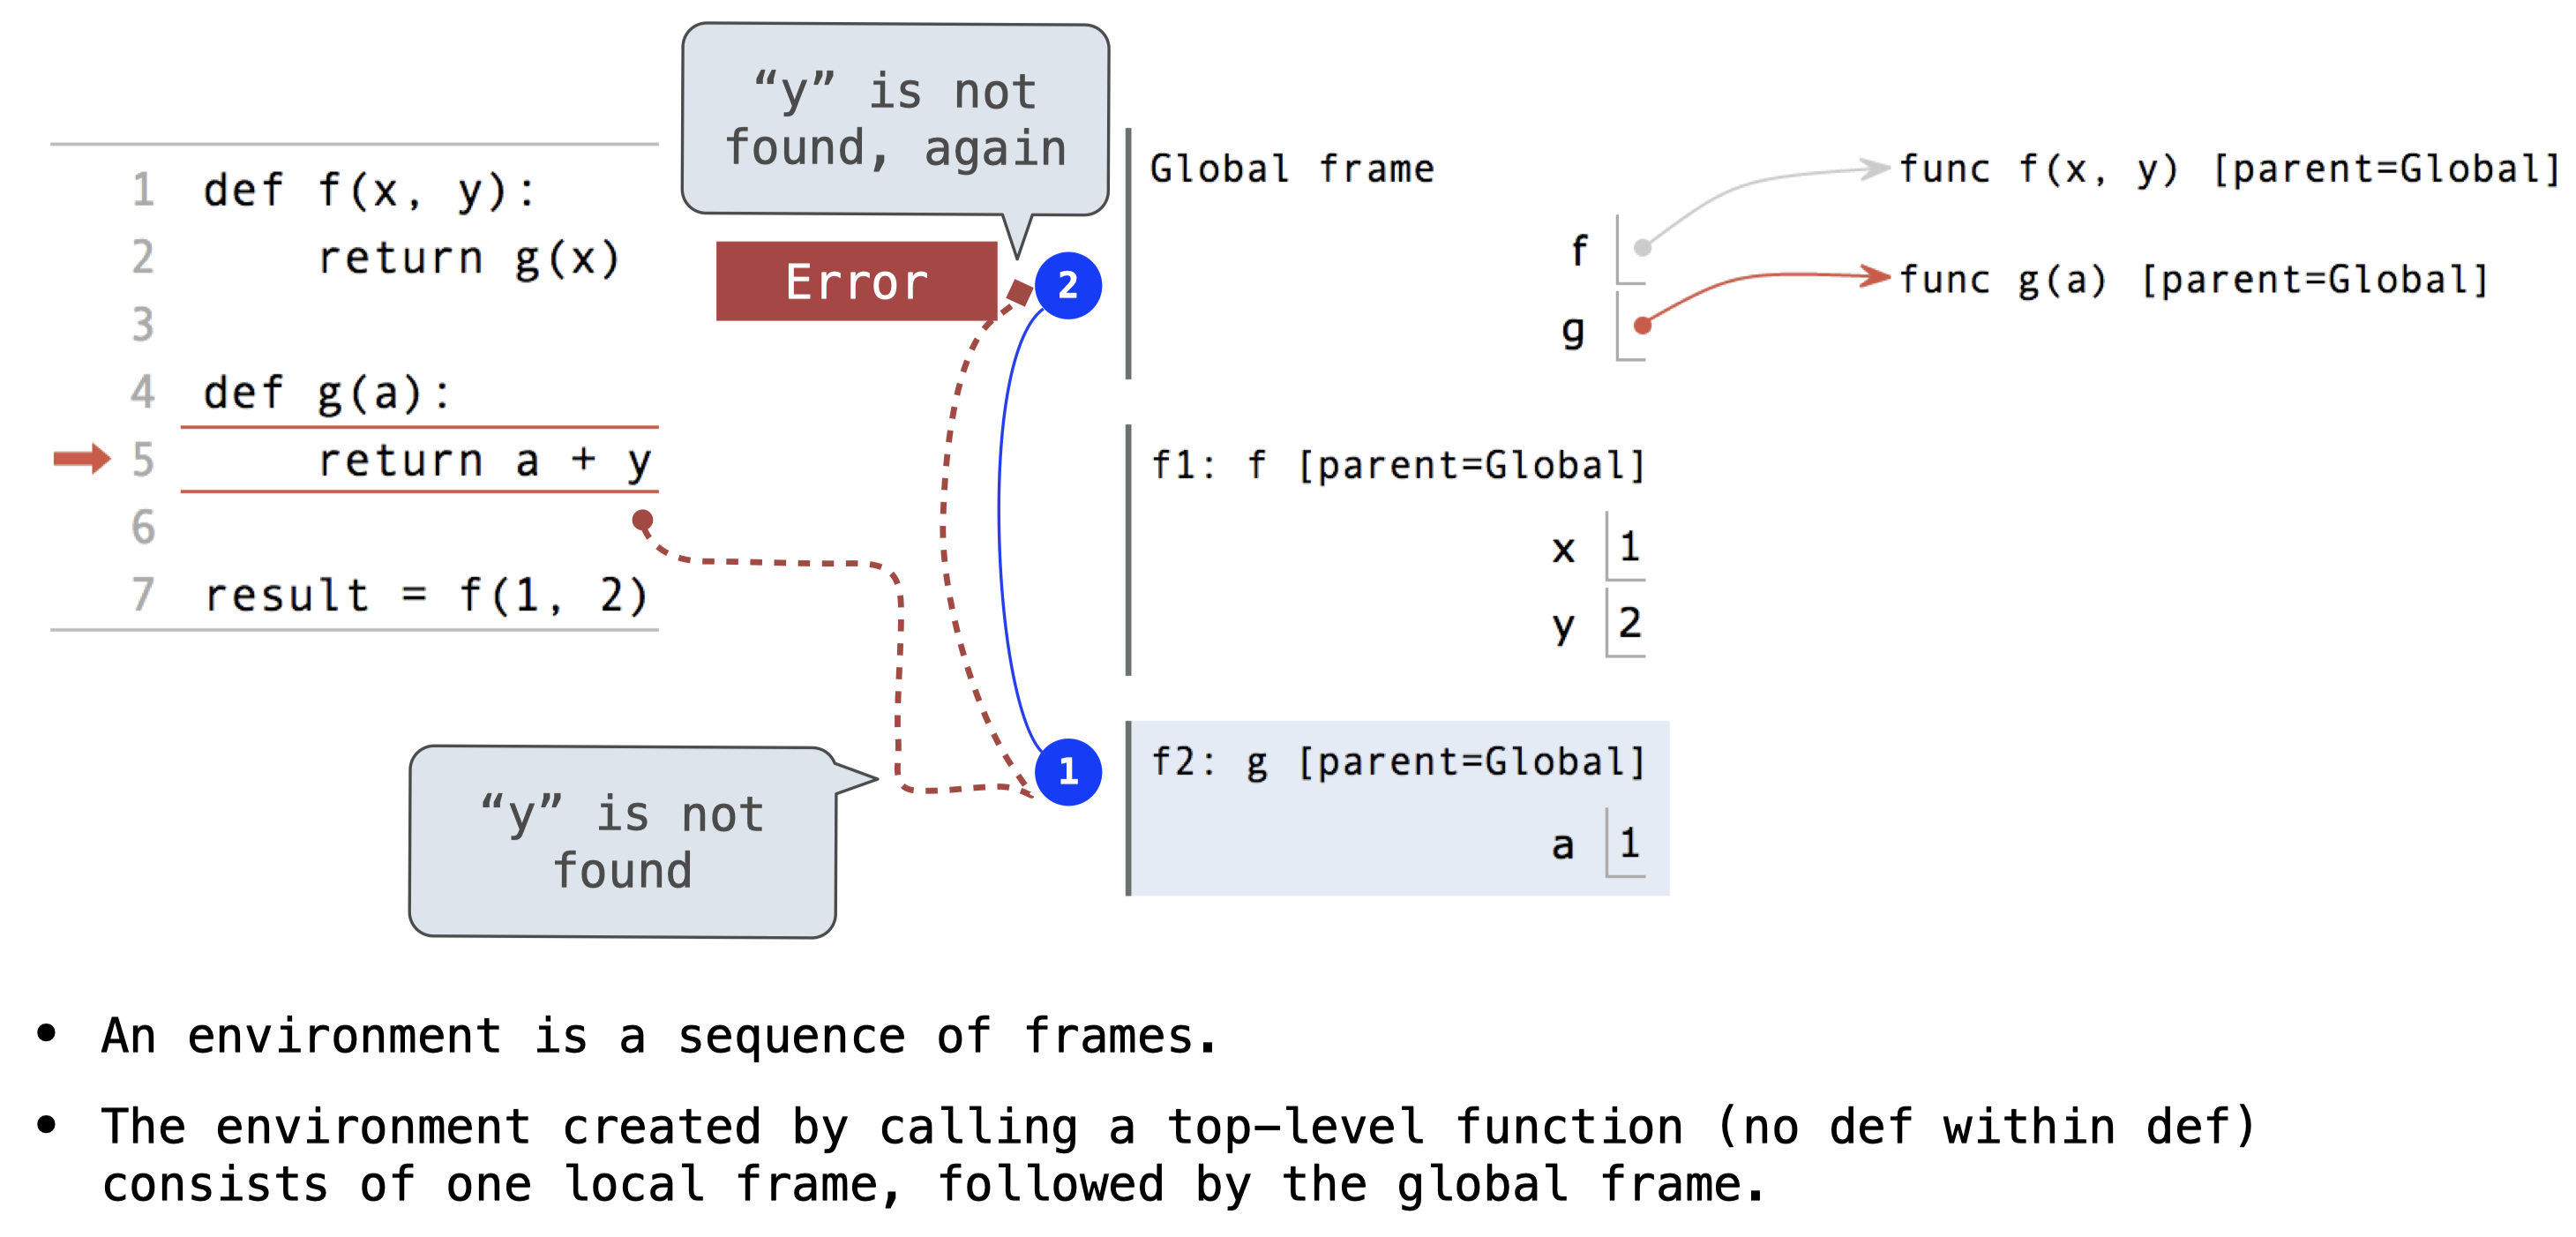 “y” is not
found, again
1 def f(x, y):
2     return g(x)
3
4 def g(a):
5     return a + y
6
7 result = f(1, 2)
Error
2
Global frame
f
g
func f(x, y) [parent=Global]
func g(a) [parent=Global]
f1: f [parent=Global]
x 1
y 2
1
f2: g [parent=Global]
a 1
“y” is not
found
• An environment is a sequence of frames.
• The environment created by calling a top-level function (no def within def)
consists of one local frame, followed by the global frame.